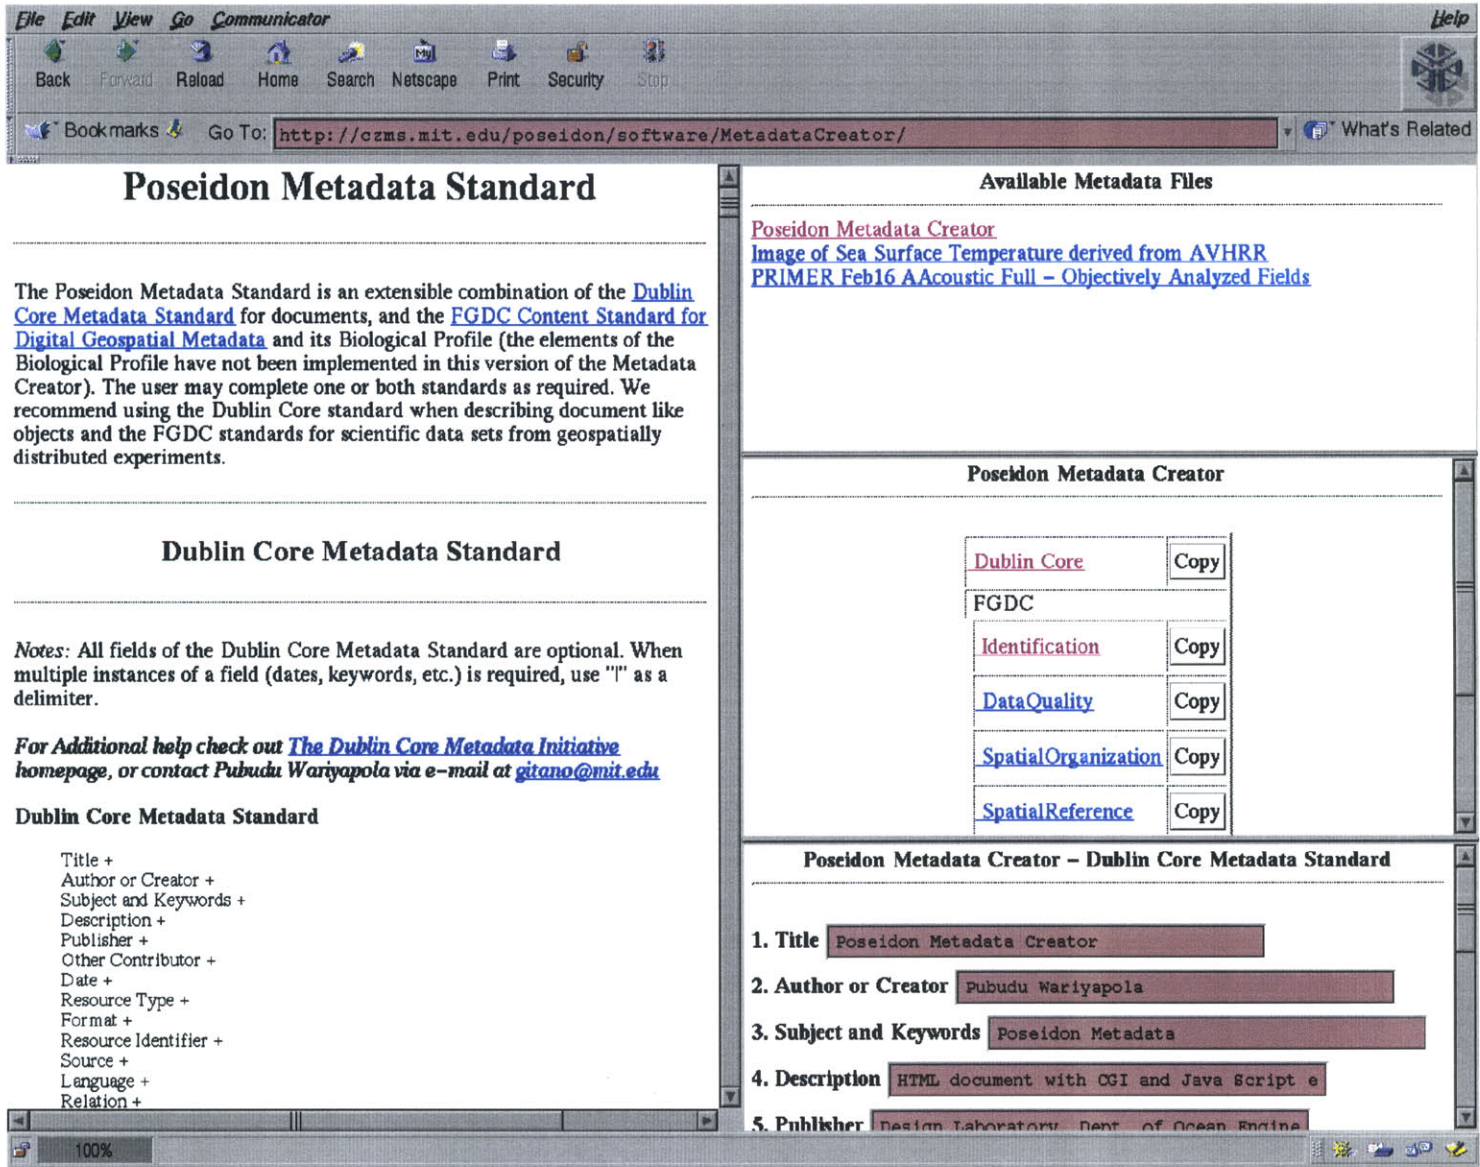 File Edit View Go Communicator Help
Back Forward Reload Home Search Netscape Print Security Stop
My
Bookmarks Go To: http://czms.mit.edu/poseidon/software/MetadataCreator/ What's Related
Poseidon Metadata Standard
The Poseidon Metadata Standard is an extensible combination of the Dublin
Core Metadata Standard for documents, and the FGDC Content Standard for
Digital Geospatial Metadata and its Biological Profile (the elements of the
Biological Profile have not been implemented in this version of the Metadata
Creator). The user may complete one or both standards as required. We
recommend using the Dublin Core standard when describing document like
objects and the FGDC standards for scientific data sets from geospatially
distributed experiments.
Dublin Core Metadata Standard
Notes: All fields of the Dublin Core Metadata Standard are optional. When
multiple instances of a field (dates, keywords, etc.) is required, use "|" as a
delimiter.
For Additional help check out The Dublin Core Metadata Initiative
homepage, or contact Pubudu Wariyapola via e-mail at gitano@mit.edu
Dublin Core Metadata Standard
Title +
Author or Creator +
Subject and Keywords +
Description +
Publisher +
Other Contributor +
Date +
Resource Type +
Format +
Resource Identifier +
Source +
Language +
Relation +
Available Metadata Files
Poseidon Metadata Creator
Image of Sea Surface Temperature derived from AVHRR
PRIMER Feb16 AAcoustic Full - Objectively Analyzed Fields
Poseidon Metadata Creator
Dublin Core Copy
FGDC
Identification Copy
DataQuality Copy
SpatialOrganization Copy
SpatialReference Copy
Poseidon Metadata Creator - Dublin Core Metadata Standard
1. Title Poseidon Metadata Creator
2. Author or Creator Pubudu Wariyapola
3. Subject and Keywords Poseidon Metadata
4. Description HTML document with CGI and Java Script e
5. Publisher Design Laboratory, Dept. of Ocean Engine
100%